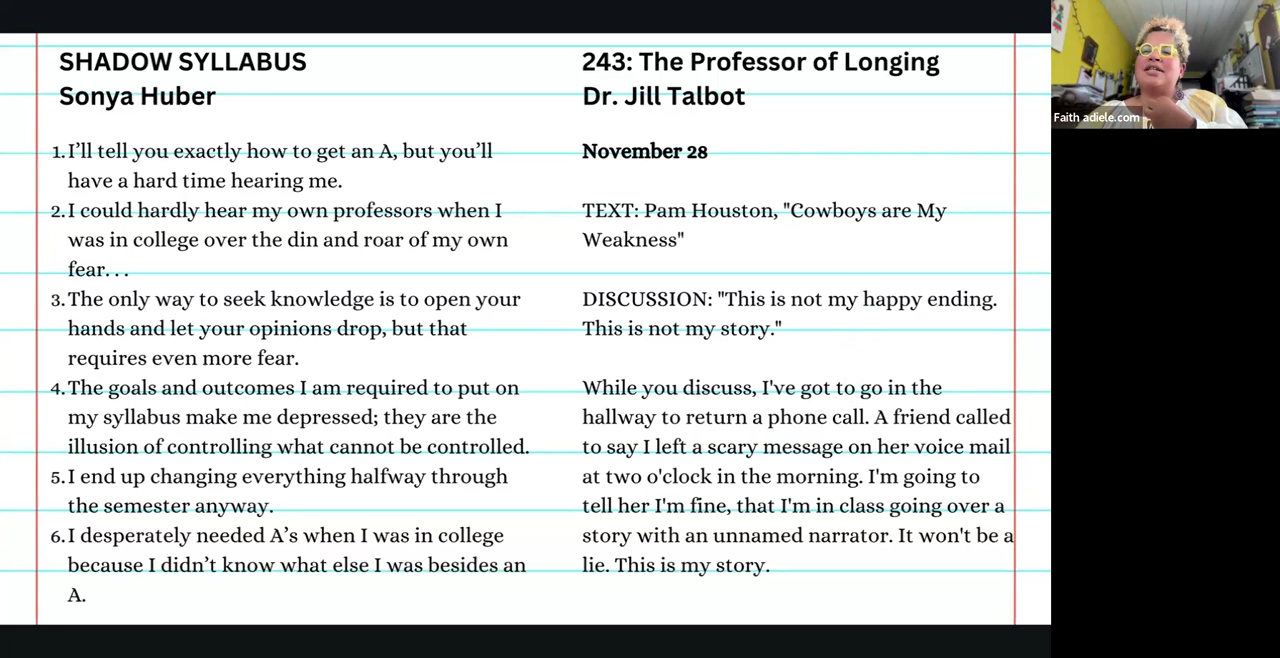 SHADOW SYLLABUS
Sonya Huber
1. I'll tell you exactly how to get an A, but you'll
have a hard time hearing me.
2. I could hardly hear my own professors when I
was in college over the din and roar of my own
fear. . .
3. The only way to seek knowledge is to open your
hands and let your opinions drop, but that
requires even more fear.
4. The goals and outcomes I am required to put on
my syllabus make me depressed; they are the
illusion of controlling what cannot be controlled.
5. I end up changing everything halfway through
the semester anyway.
6. I desperately needed A's when I was in college
because I didn't know what else I was besides an
A.
243: The Professor of Longing
Dr. Jill Talbot
November 28
TEXT: Pam Houston, "Cowboys are My
Weakness"
DISCUSSION: "This is not my happy ending.
This is not my story."
While you discuss, I've got to go in the
hallway to return a phone call. A friend called
to say I left a scary message on her voice mail
at two o'clock in the morning. I'm going to
tell her I'm fine, that I'm in class going over a
story with an unnamed narrator. It won't be a
lie. This is my story.
Faith adiele.com